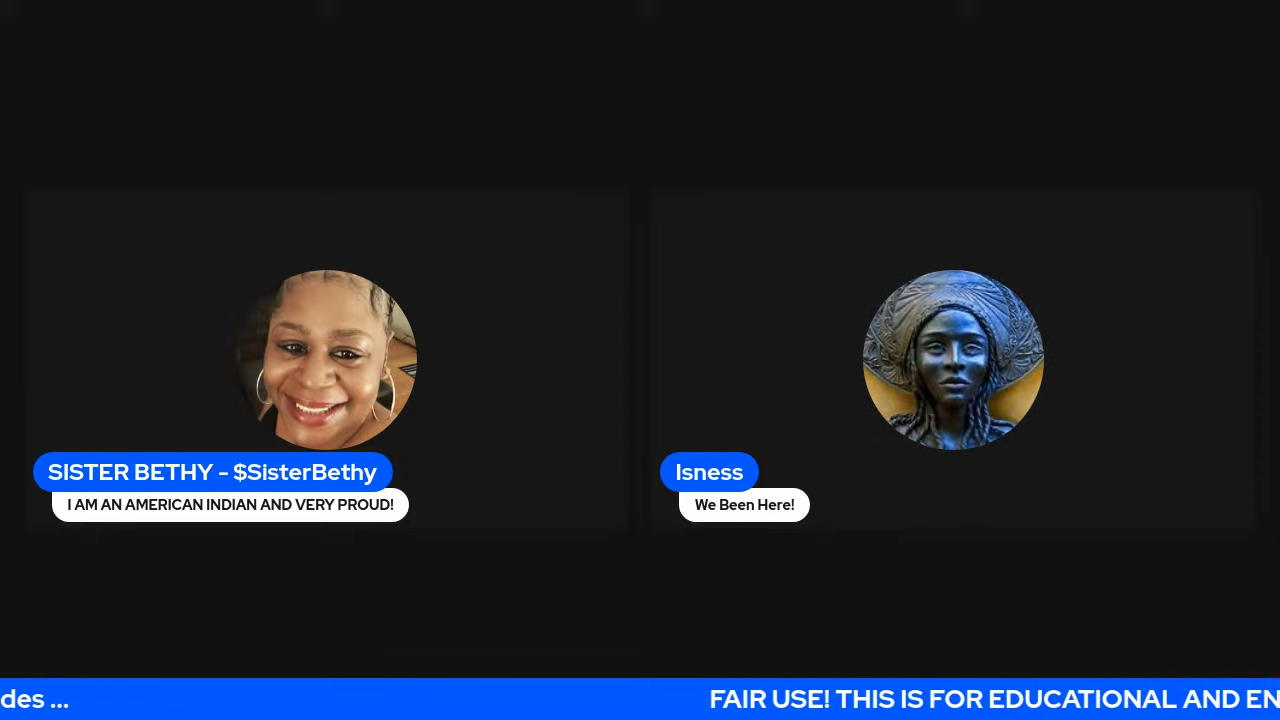 SISTER BETHY - $SisterBethy
I AM AN AMERICAN INDIAN AND VERY PROUD!
Isness
We Been Here!
des ...
FAIR USE! THIS IS FOR EDUCATIONAL AND EN